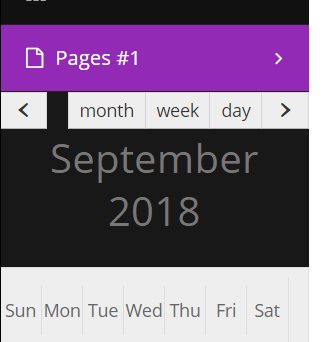 Pages #1
month week day
September
2018
Sun Mon Tue Wed Thu Fri Sat